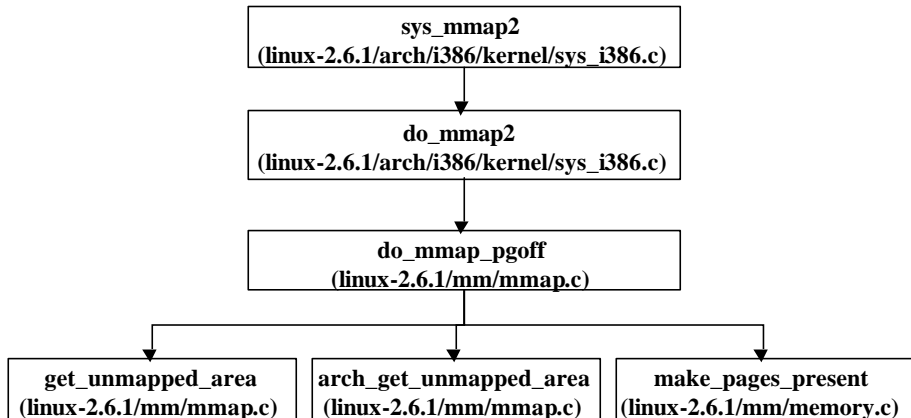 sys_mmap2
(linux-2.6.1/arch/i386/kernel/sys_i386.c)
do_mmap2
(linux-2.6.1/arch/i386/kernel/sys_i386.c)
do_mmap_pgoff
(linux-2.6.1/mm/mmap.c)
get_unmapped_area
(linux-2.6.1/mm/mmap.c)
arch_get_unmapped_area
(linux-2.6.1/mm/mmap.c)
make_pages_present
(linux-2.6.1/mm/memory.c)